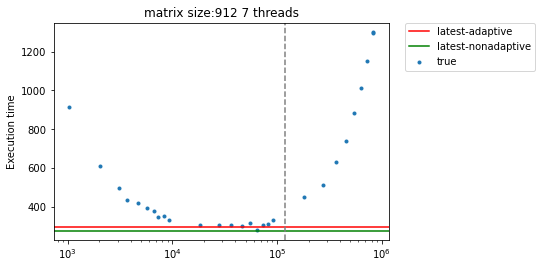 matrix size:912 7 threads
Execution time
1200
1000
800
600
400
10³
10⁴
10⁵
10⁶
latest-adaptive
latest-nonadaptive
true